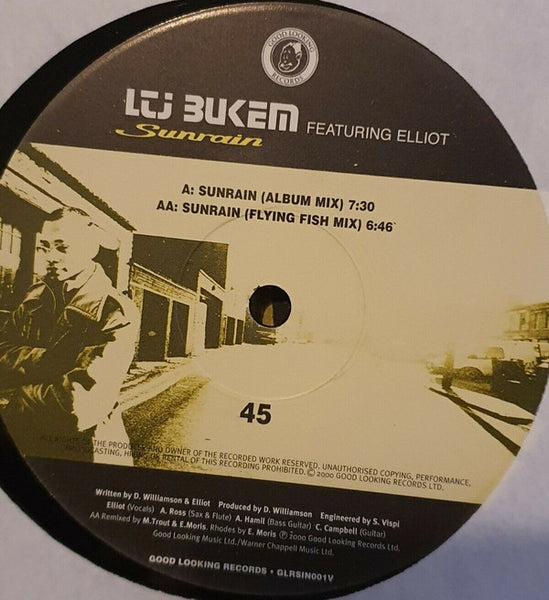 GOOD LOOKING
RECORDS
LTJ BUKEM FEATURING ELLIOT
Sunrain
A: SUNRAIN (ALBUM MIX) 7:30
AA: SUNRAIN (FLYING FISH MIX) 6:46
45
ALL RIGHTS OF THE PRODUCER AND OWNER OF THE RECORDED WORK RESERVED. UNAUTHORISED COPYING, PERFORMANCE,
BROADCASTING, HIRING OR RENTAL OF THIS RECORDING PROHIBITED. ©2000 GOOD LOOKING RECORDS LTD.
Written by D. Williamson & Elliot Produced by D. Williamson Engineered by S. Vispi
Elliot (Vocals) A. Ross (Sax & Flute) A. Hamil (Bass Guitar) C. Campbell (Guitar)
AA Remixed by M.Trout & E.Moris. Rhodes by E. Moris ℗2000 Good Looking Records Ltd.
Good Looking Music Ltd./Warner Chappell Music Ltd.
GOOD LOOKING RECORDS • GLRSIN001V